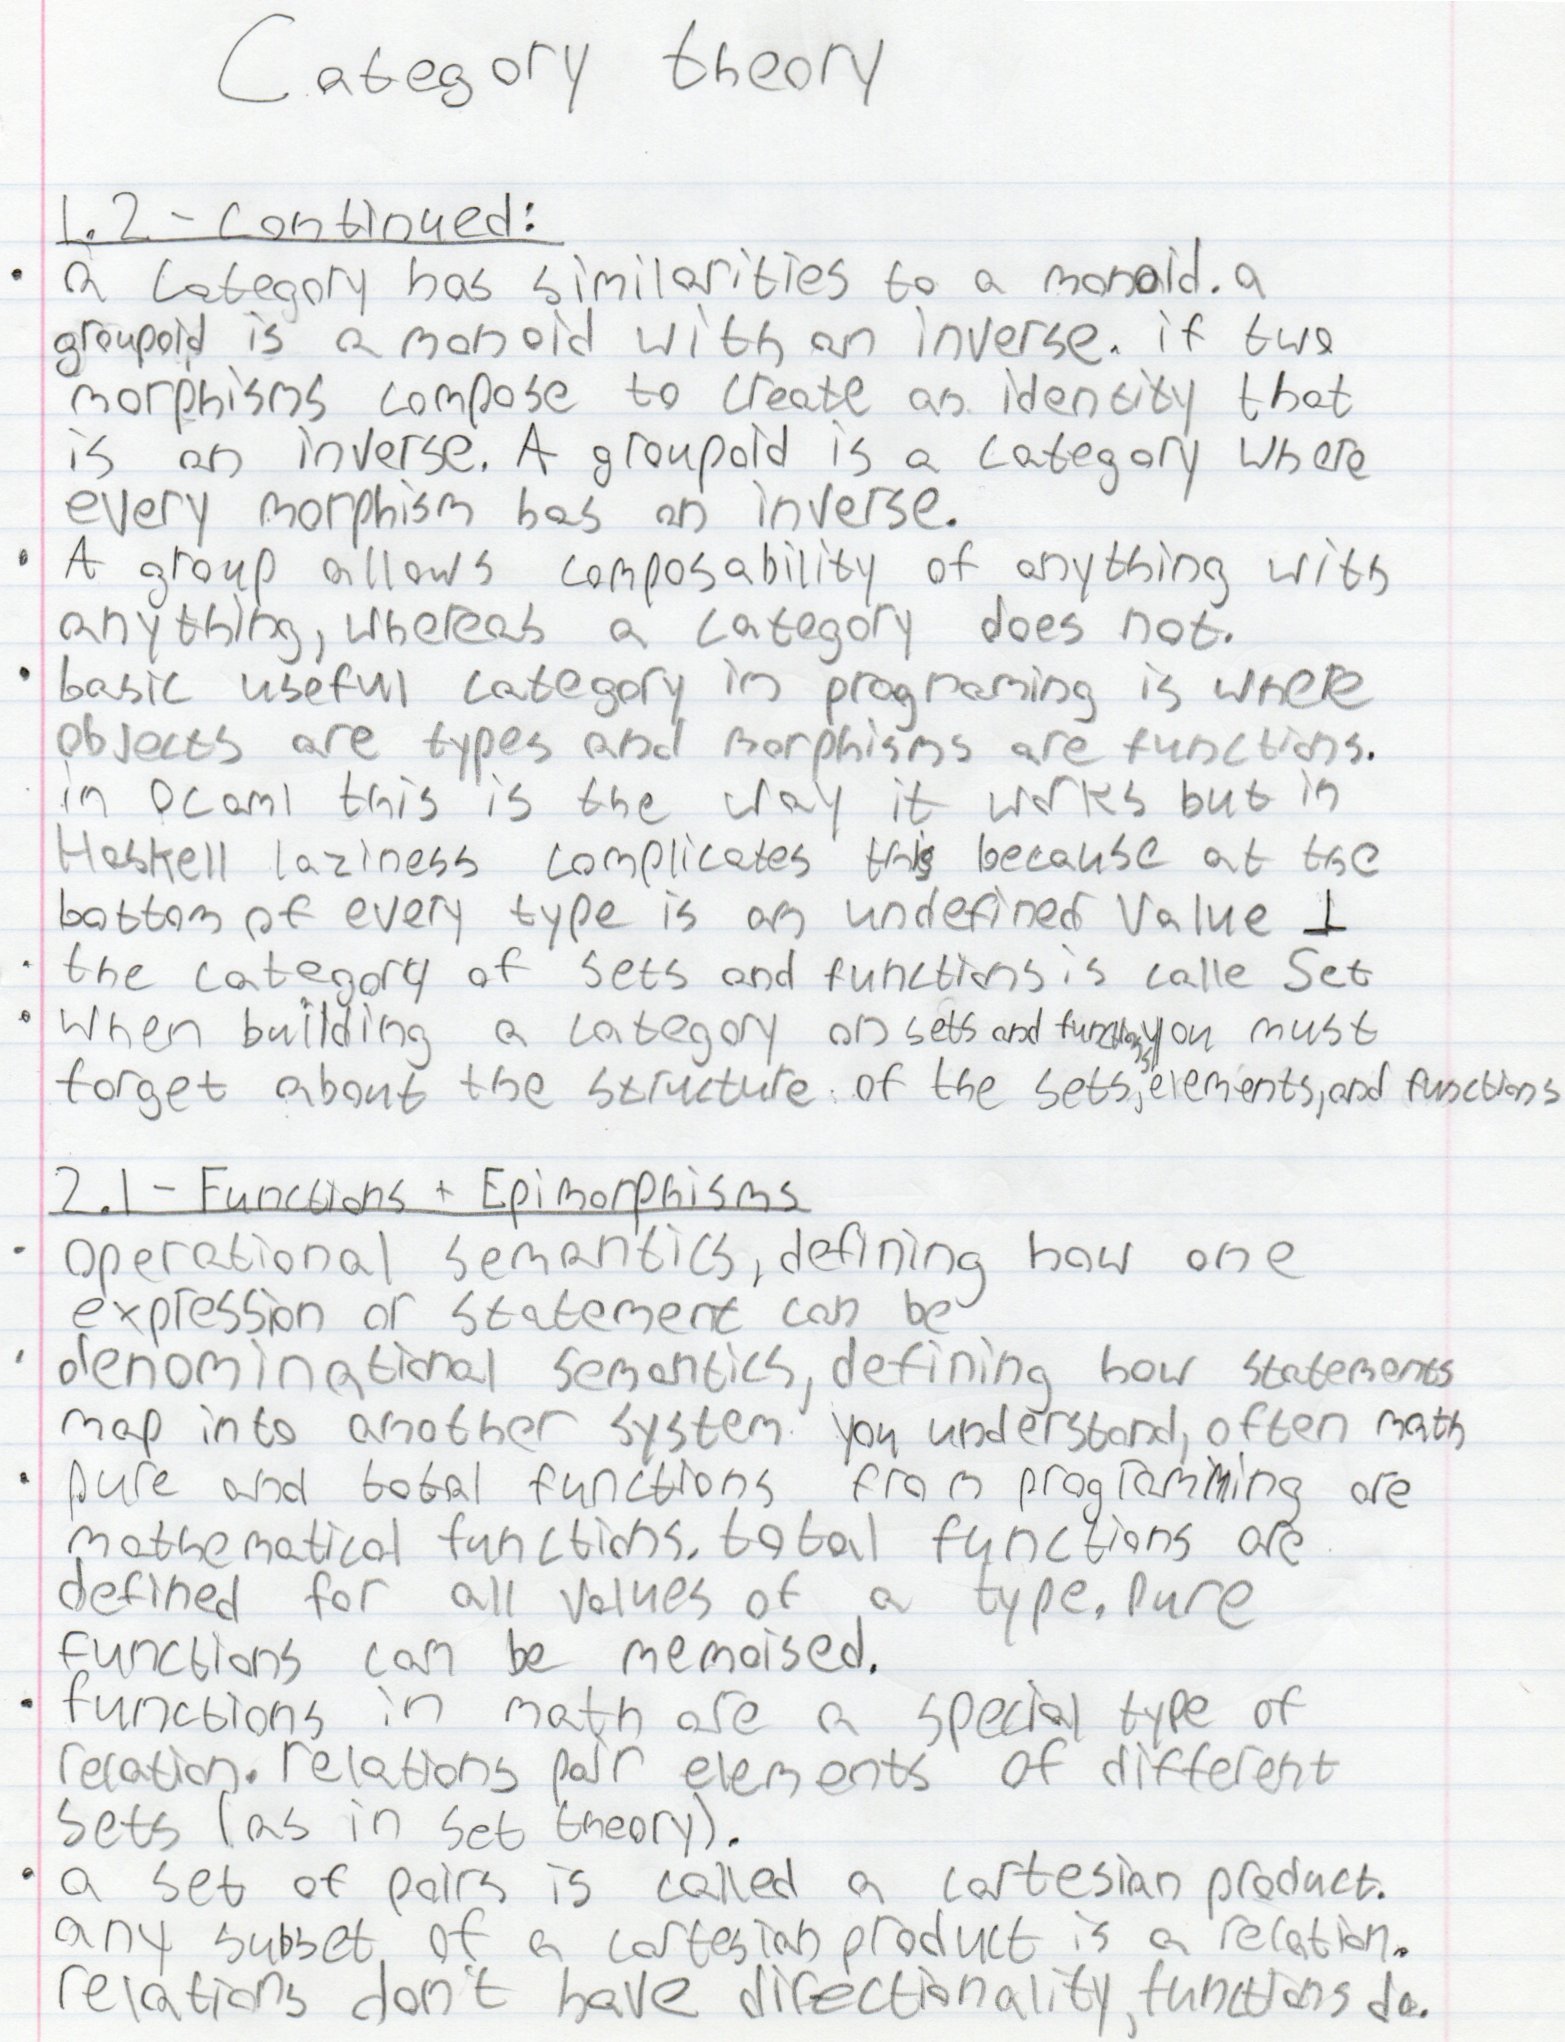 Category theory
1.2 - Continued:
• a category has similarities to a monoid. a
groupoid is a monoid with an inverse. if two
morphisms compose to create an identity that
is an inverse. A groupoid is a category where
every morphism has an inverse.
• A group allows composability of anything with
anything, whereas a category does not.
• basic useful category in programing is where
objects are types and morphisms are functions.
in Ocaml this is the way it works but in
Haskell laziness complicates this because at the
bottom of every type is an undefined Value ⊥
• the category of sets and functions is calle Set
• When building a category on sets and functions, you must
forget about the structure of the sets, elements, and functions
2.1 - Functions + Epimorphisms
• operational semantics, defining how one
expression or statement can be
• denominational semantics, defining how statements
map into another system you understand, often math
• pure and total functions from programming are
mathematical functions. total functions are
defined for all values of a type. Pure
functions can be memoised.
• functions in math are a special type of
relation. relations pair elements of different
sets (as in set theory).
• a set of pairs is called a cartesian product.
any subset of a cartesian product is a relation.
relations don't have directionality, functions do.